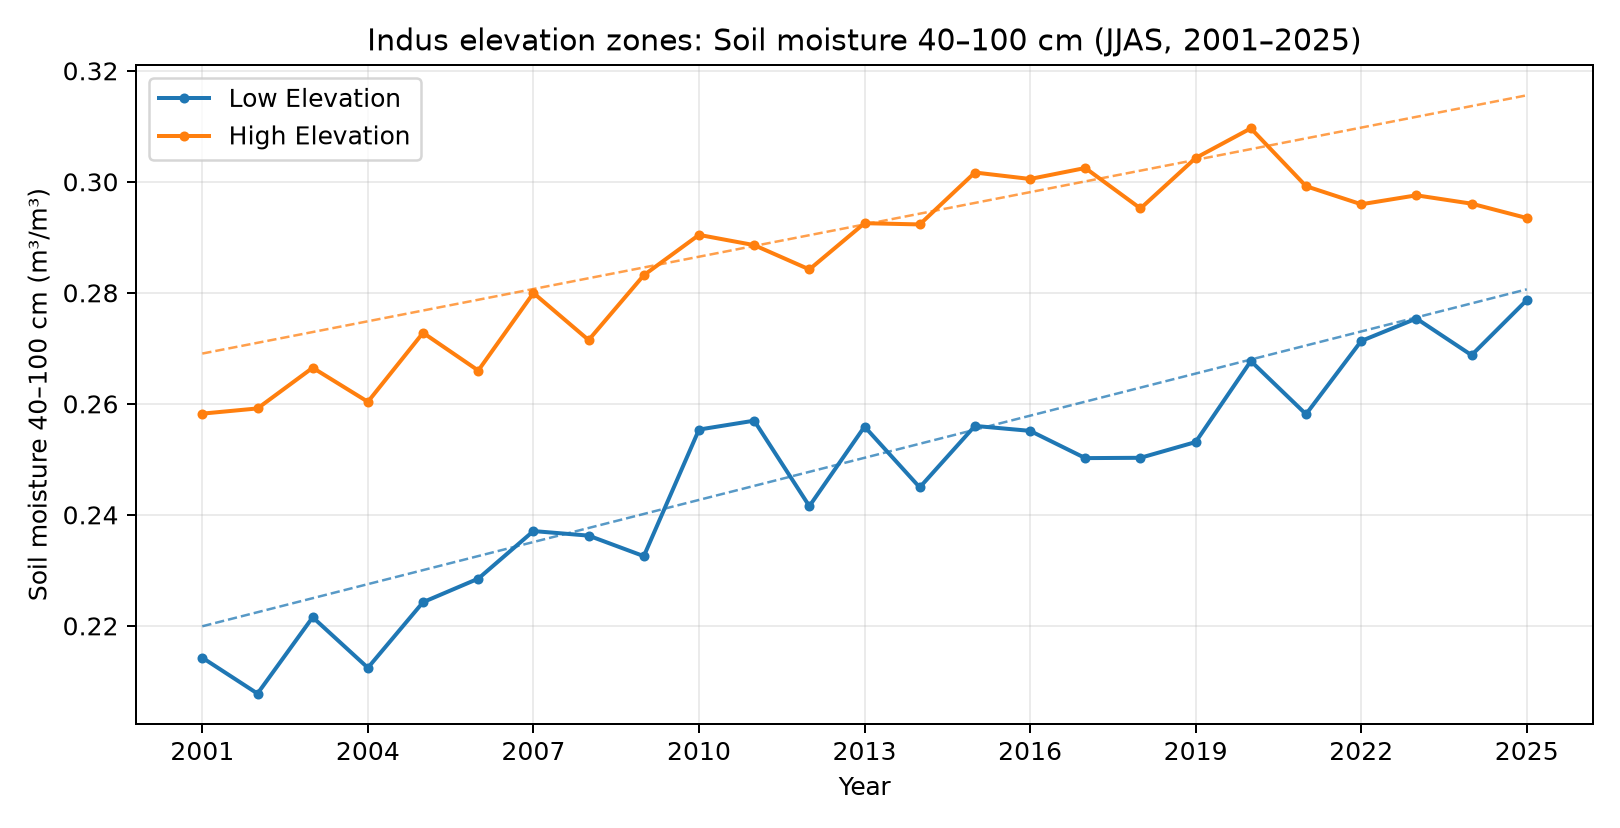 Indus elevation zones: Soil moisture 40–100 cm (JJAS, 2001–2025)
Low Elevation
High Elevation
Soil moisture 40–100 cm (m³/m³)
0.32
0.30
0.28
0.26
0.24
0.22
2001 2004 2007 2010 2013 2016 2019 2022 2025
Year